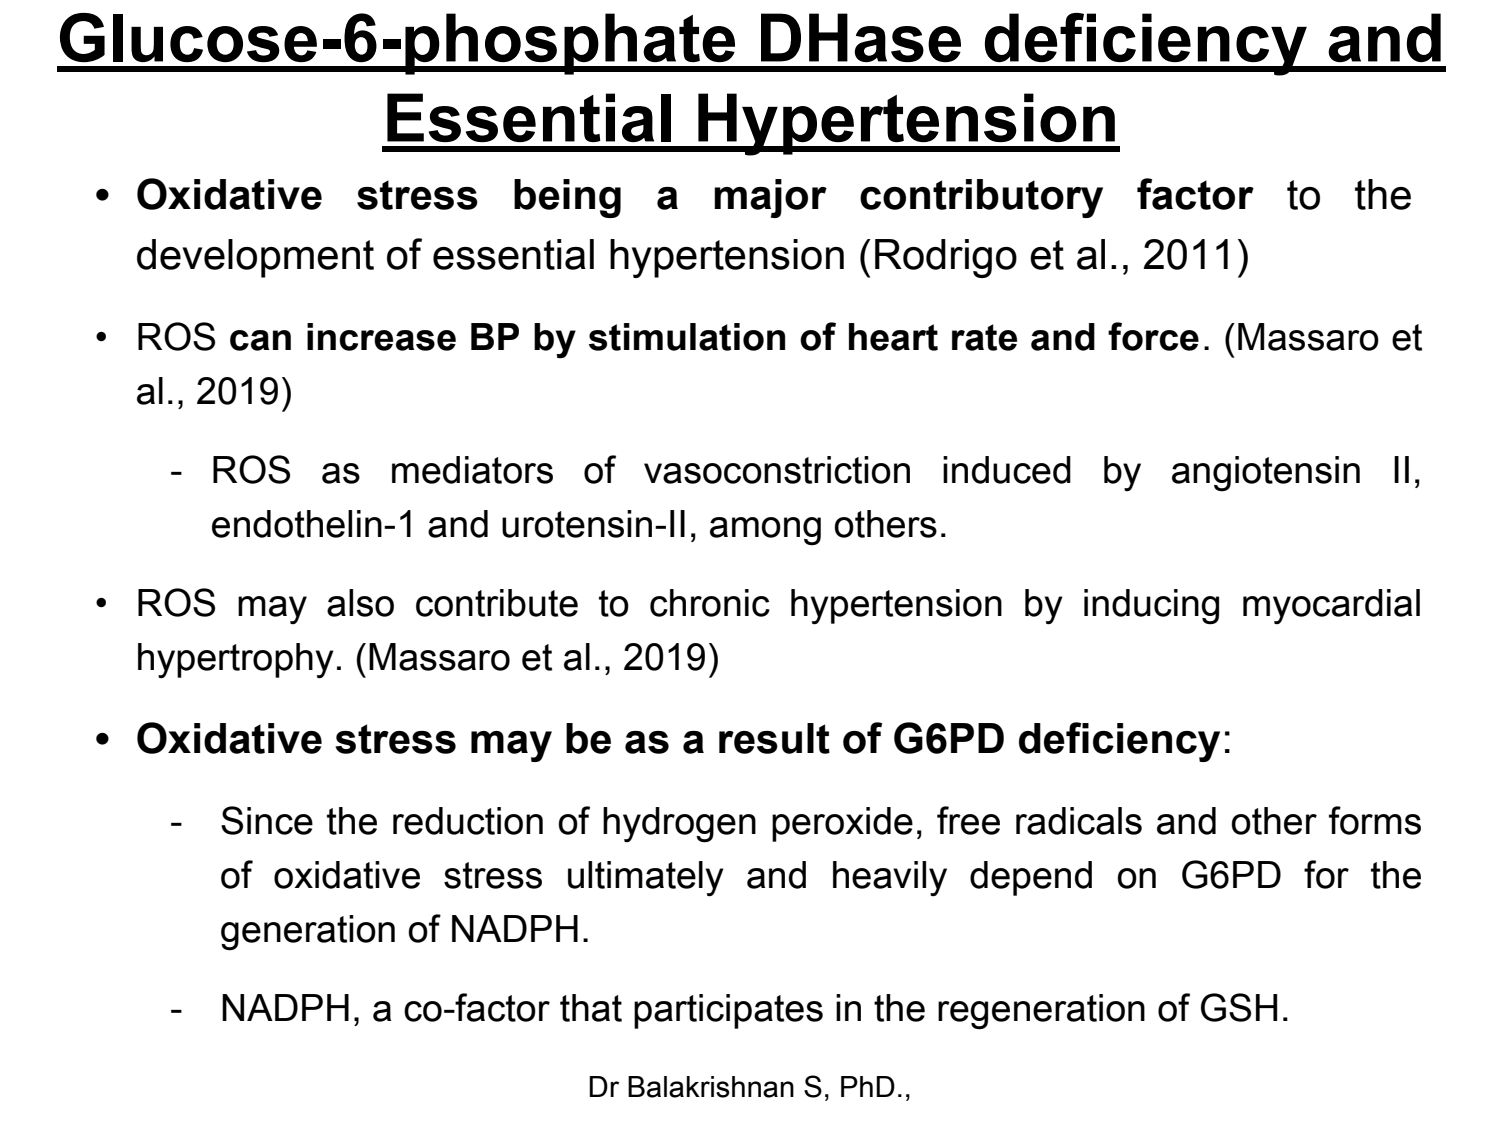 Glucose-6-phosphate DHase deficiency and
Essential Hypertension
• Oxidative stress being a major contributory factor to the
development of essential hypertension (Rodrigo et al., 2011)
• ROS can increase BP by stimulation of heart rate and force. (Massaro et
al., 2019)
- ROS as mediators of vasoconstriction induced by angiotensin II,
endothelin-1 and urotensin-II, among others.
• ROS may also contribute to chronic hypertension by inducing myocardial
hypertrophy. (Massaro et al., 2019)
• Oxidative stress may be as a result of G6PD deficiency:
- Since the reduction of hydrogen peroxide, free radicals and other forms
of oxidative stress ultimately and heavily depend on G6PD for the
generation of NADPH.
- NADPH, a co-factor that participates in the regeneration of GSH.
Dr Balakrishnan S, PhD.,